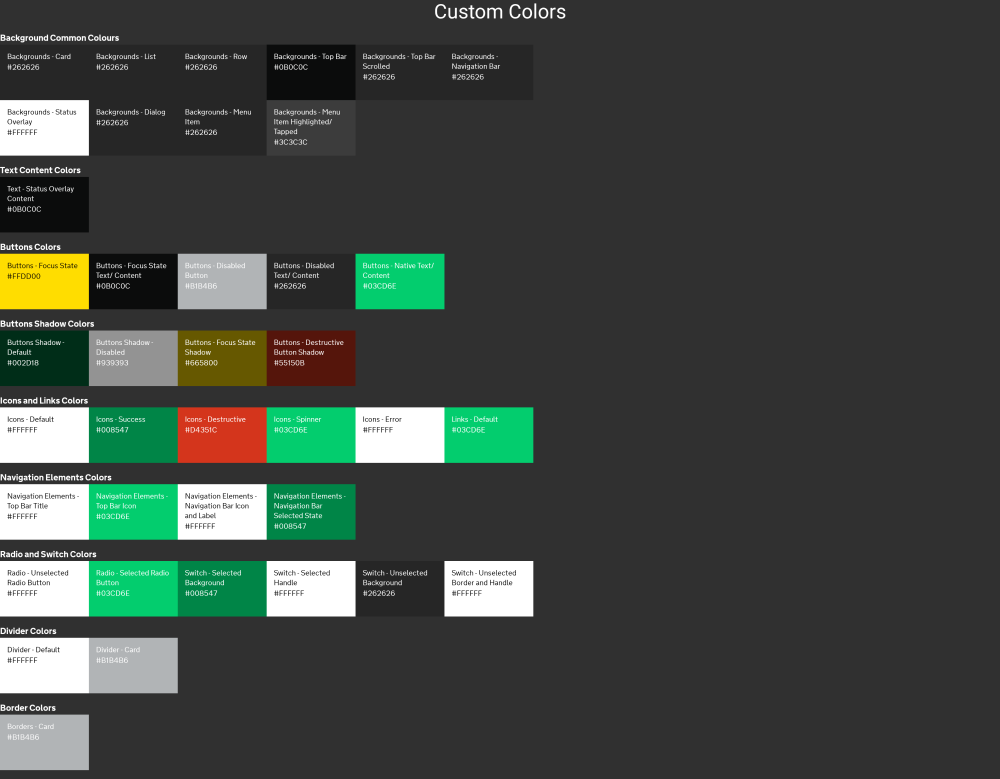 Custom Colors
Background Common Colours
Backgrounds - Card
#262626
Backgrounds - List
#262626
Backgrounds - Row
#262626
Backgrounds - Top Bar
#0B0C0C
Backgrounds - Top Bar
Scrolled
#262626
Backgrounds -
Navigation Bar
#262626
Backgrounds - Status
Overlay
#FFFFFF
Backgrounds - Dialog
#262626
Backgrounds - Menu
Item
#262626
Backgrounds - Menu
Item Highlighted/
Tapped
#3C3C3C
Text Content Colors
Text - Status Overlay
Content
#0B0C0C
Buttons Colors
Buttons - Focus State
#FFDD00
Buttons - Focus State
Text/ Content
#0B0C0C
Buttons - Disabled
Button
#B1B4B6
Buttons - Disabled
Text/ Content
#262626
Buttons - Native Text/
Content
#03CD6E
Buttons Shadow Colors
Buttons Shadow -
Default
#002D18
Buttons Shadow -
Disabled
#939393
Buttons - Focus State
Shadow
#665800
Buttons - Destructive
Button Shadow
#55150B
Icons and Links Colors
Icons - Default
#FFFFFF
Icons - Success
#008547
Icons - Destructive
#D4351C
Icons - Spinner
#03CD6E
Icons - Error
#FFFFFF
Links - Default
#03CD6E
Navigation Elements Colors
Navigation Elements -
Top Bar Title
#FFFFFF
Navigation Elements -
Top Bar Icon
#03CD6E
Navigation Elements -
Navigation Bar Icon
and Label
#FFFFFF
Navigation Elements -
Navigation Bar
Selected State
#008547
Radio and Switch Colors
Radio - Unselected
Radio Button
#FFFFFF
Radio - Selected Radio
Button
#03CD6E
Switch - Selected
Background
#008547
Switch - Selected
Handle
#FFFFFF
Switch - Unselected
Background
#262626
Switch - Unselected
Border and Handle
#FFFFFF
Divider Colors
Divider - Default
#FFFFFF
Divider - Card
#B1B4B6
Border Colors
Borders - Card
#B1B4B6